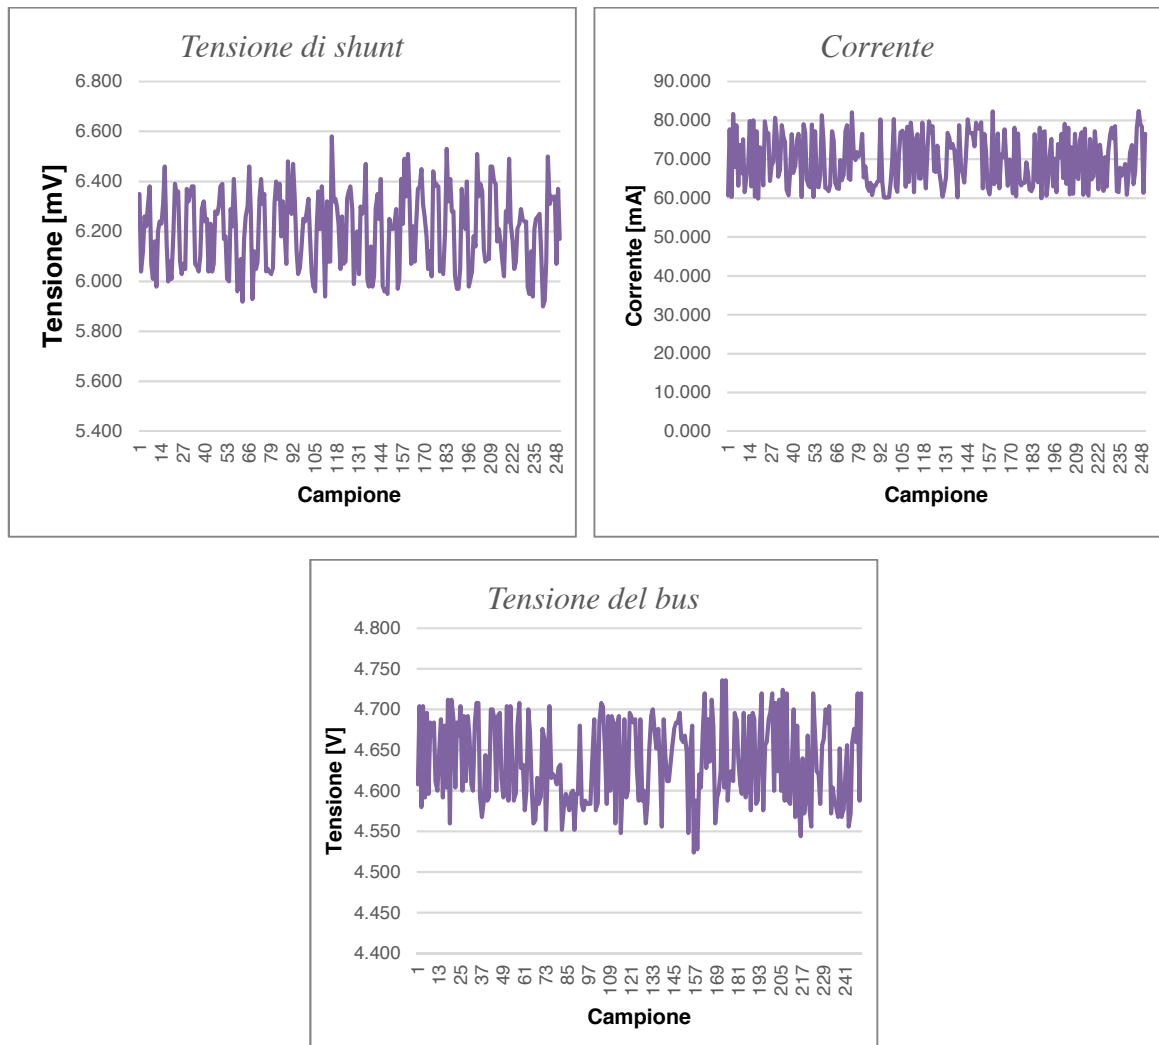 Tensione di shunt
6.800
6.600
6.400
6.200
6.000
5.800
5.600
5.400
Tensione [mV]
1 14 27 40 53 66 79 92 105 118 131 144 157 170 183 196 209 222 235 248
Campione
Corrente
90.000
80.000
70.000
60.000
50.000
40.000
30.000
20.000
10.000
0.000
Corrente [mA]
1 14 27 40 53 66 79 92 105 118 131 144 157 170 183 196 209 222 235 248
Campione
Tensione del bus
4.800
4.750
4.700
4.650
4.600
4.550
4.500
4.450
4.400
Tensione [V]
1 13 25 37 49 61 73 85 97 109 121 133 145 157 169 181 193 205 217 229 241
Campione